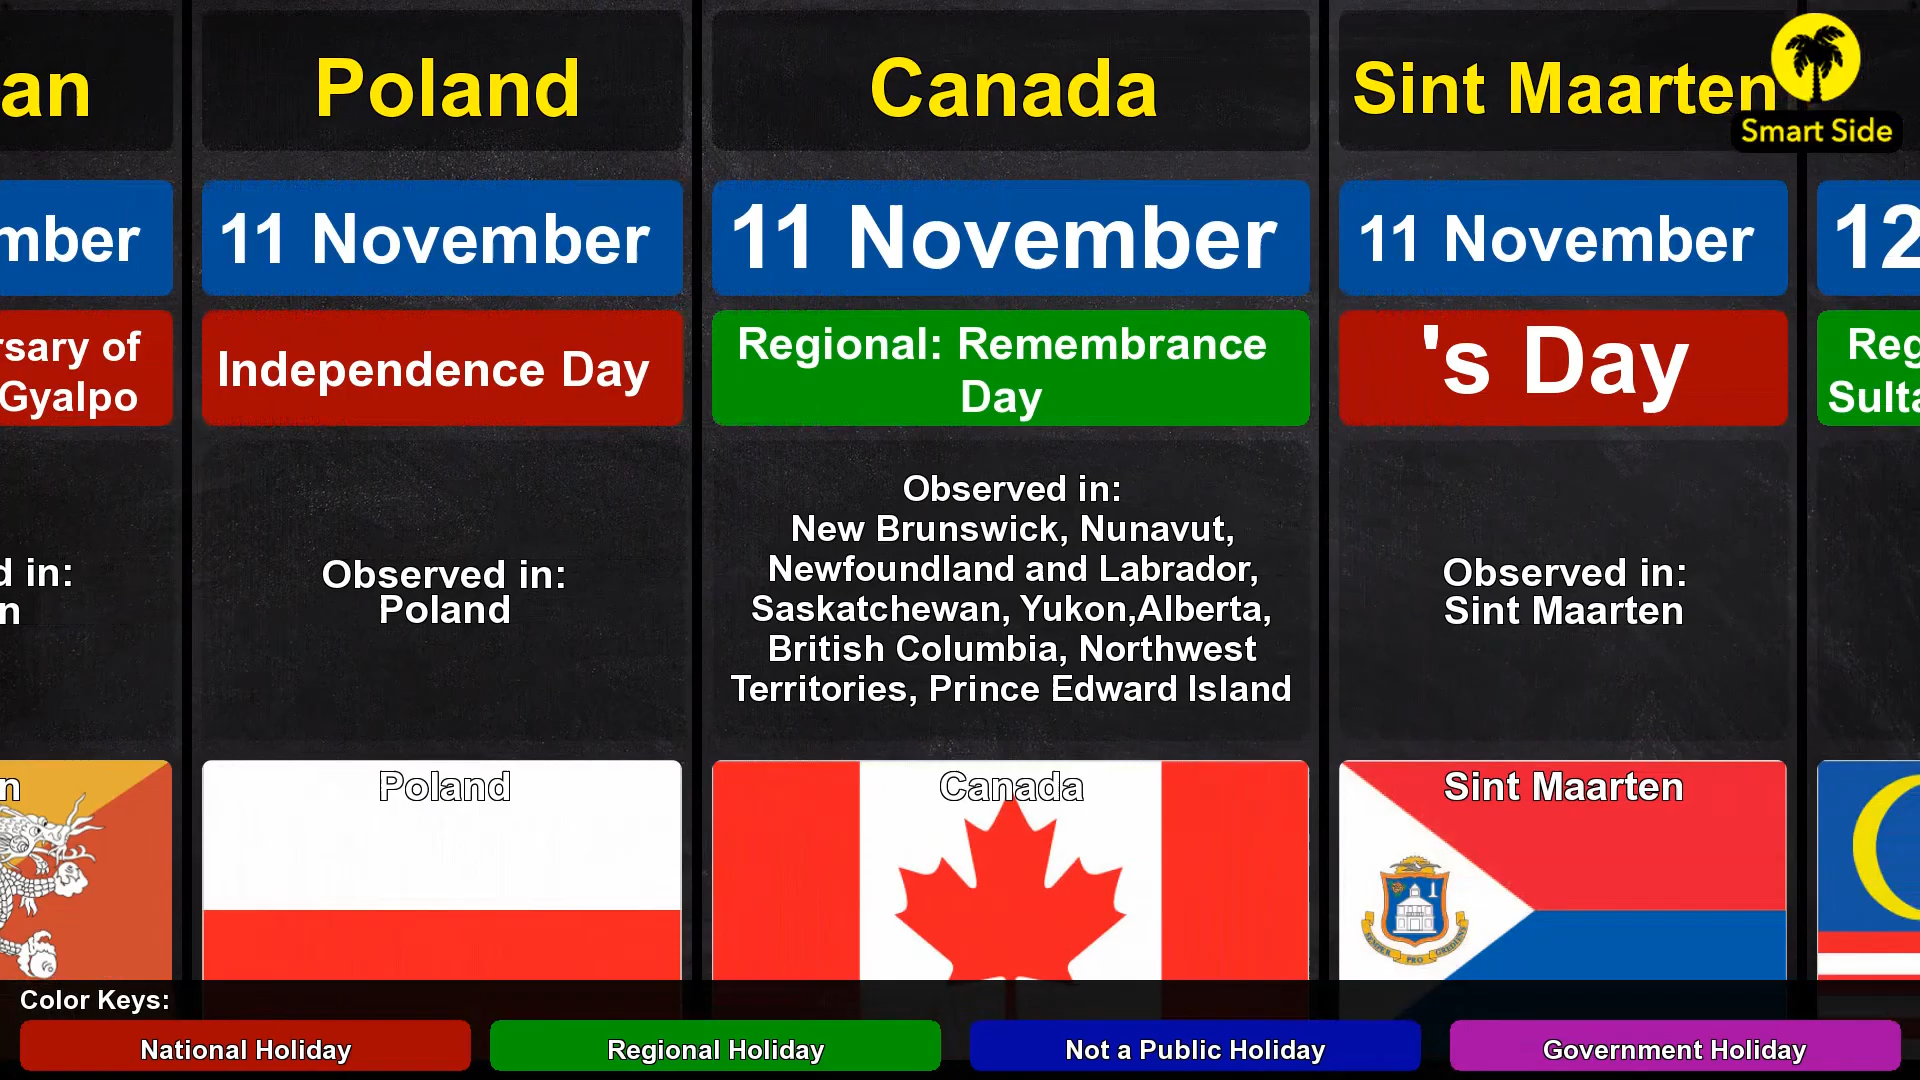 an
mber
rsary of
Gyalpo
d in:
n
n
Poland
11 November
Independence Day
Observed in:
Poland
Poland
Canada
11 November
Regional: Remembrance
Day
Observed in:
New Brunswick, Nunavut,
Newfoundland and Labrador,
Saskatchewan, Yukon,Alberta,
British Columbia, Northwest
Territories, Prince Edward Island
Canada
Sint Maarten
11 November
's Day
Observed in:
Sint Maarten
Sint Maarten
SEMPER PRO GREDIENS
Smart Side
12
Reg
Sulta
Color Keys:
National Holiday
Regional Holiday
Not a Public Holiday
Government Holiday